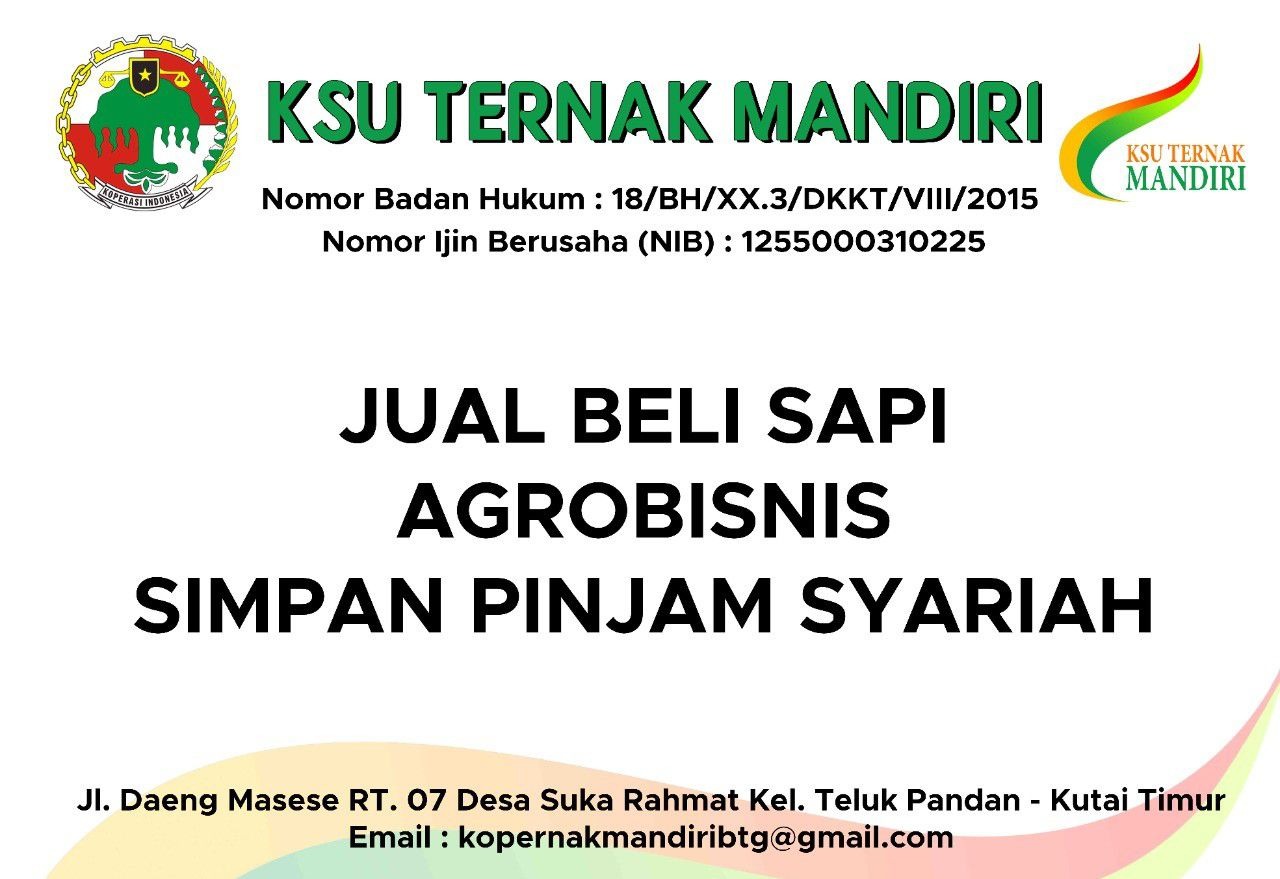 KOPERASI INDONESIA
KSU TERNAK MANDIRI
KSU TERNAK
MANDIRI
Nomor Badan Hukum : 18/BH/XX.3/DKKT/VIII/2015
Nomor Ijin Berusaha (NIB) : 1255000310225
JUAL BELI SAPI
AGROBISNIS
SIMPAN PINJAM SYARIAH
Jl. Daeng Masese RT. 07 Desa Suka Rahmat Kel. Teluk Pandan - Kutai Timur
Email : kopernakmandiribtg@gmail.com